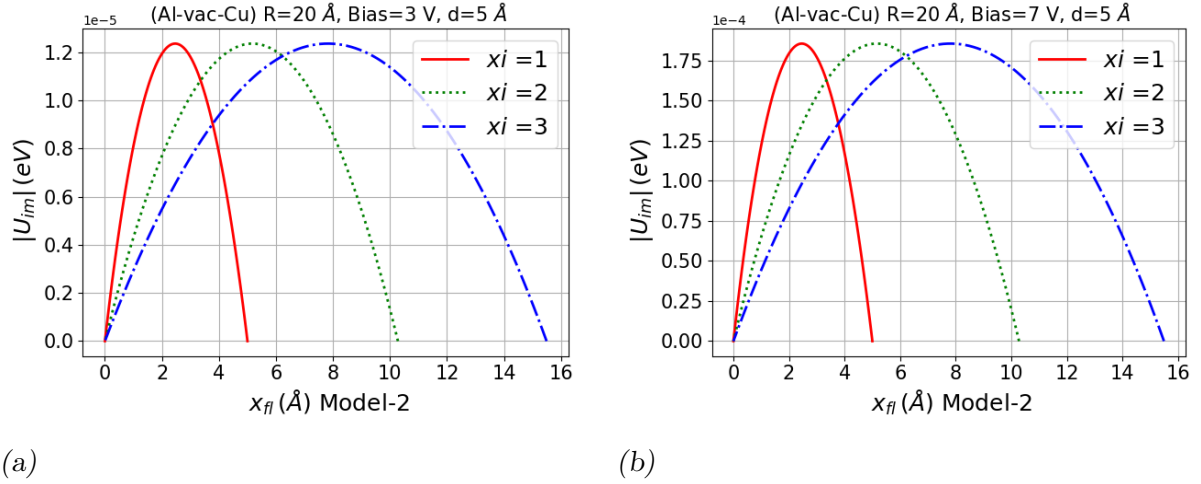 (Al-vac-Cu) R=20 Å, Bias=3 V, d=5 Å
1e−5
1.2
1.0
0.8
0.6
0.4
0.2
0.0
|U_im| (eV)
xi =1
xi =2
xi =3
0 2 4 6 8 10 12 14 16
x_fl (Å) Model-2
(a)
(Al-vac-Cu) R=20 Å, Bias=7 V, d=5 Å
1e−4
1.75
1.50
1.25
1.00
0.75
0.50
0.25
0.00
|U_im| (eV)
xi =1
xi =2
xi =3
0 2 4 6 8 10 12 14 16
x_fl (Å) Model-2
(b)